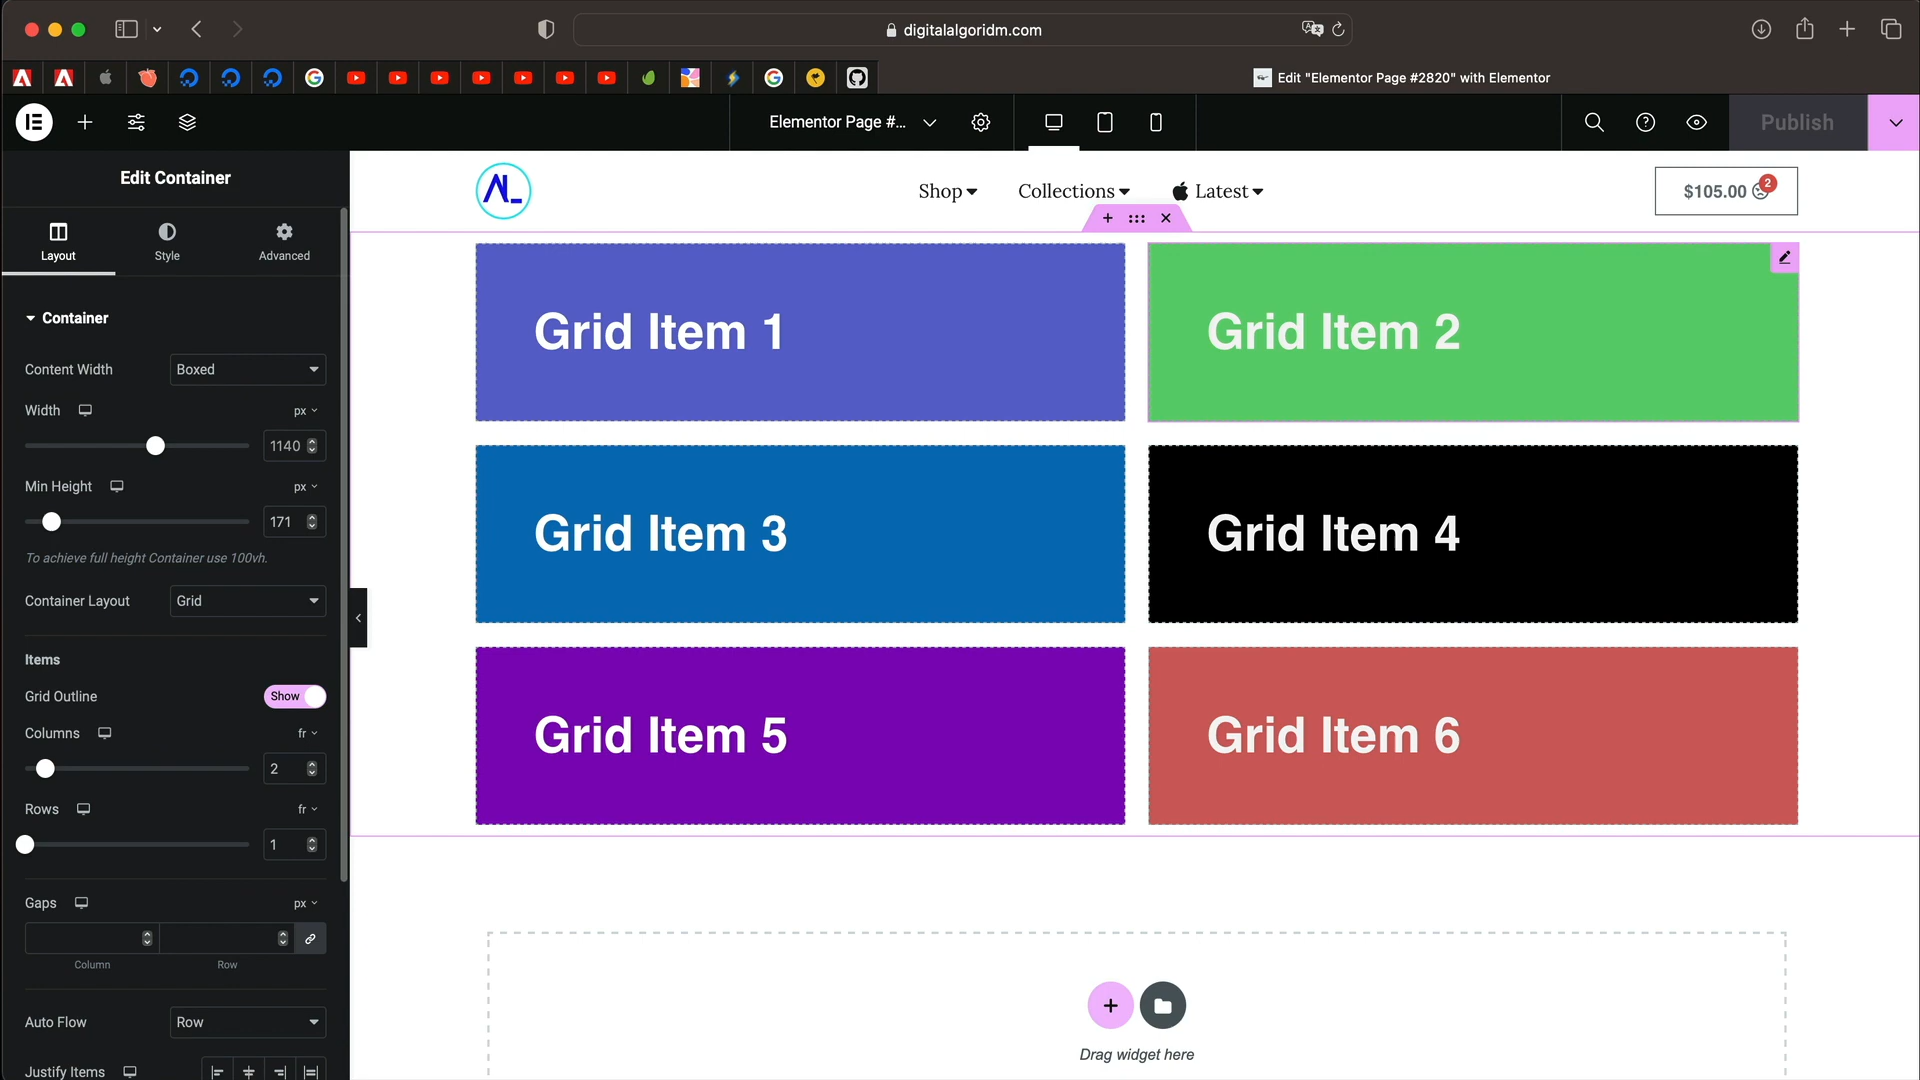 digitalalgoridm.com
Edit "Elementor Page #2820" with Elementor
Elementor Page #...
Publish
Edit Container
Layout
Style
Advanced
AL_
Shop
Collections
Latest
$105.00
2
Container
Content Width
Boxed
Width
px
1140
Min Height
px
171
To achieve full height Container use 100vh.
Container Layout
Grid
Items
Grid Outline
Show
Columns
fr
2
Rows
fr
1
Gaps
px
Column
Row
Auto Flow
Row
Justify Items
Grid Item 1
Grid Item 2
Grid Item 3
Grid Item 4
Grid Item 5
Grid Item 6
Drag widget here